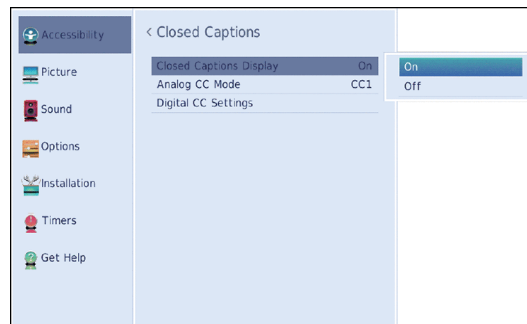 Accessibility
Picture
Sound
Options
Installation
Timers
Get Help
< Closed Captions
Closed Captions Display On
Analog CC Mode CC1
Digital CC Settings
On
Off